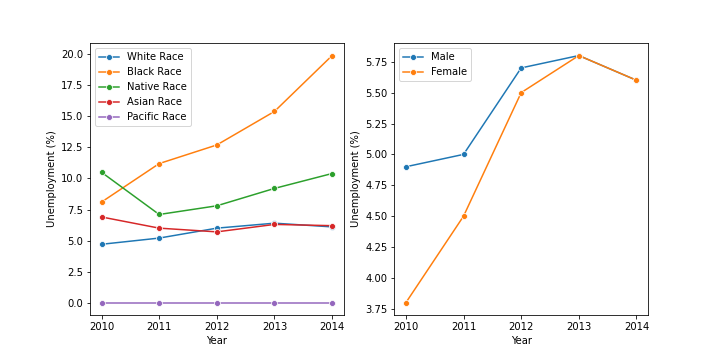 Unemployment (%)
20.0
17.5
15.0
12.5
10.0
7.5
5.0
2.5
0.0
White Race
Black Race
Native Race
Asian Race
Pacific Race
2010 2011 2012 2013 2014
Year
Unemployment (%)
5.75
5.50
5.25
5.00
4.75
4.50
4.25
4.00
3.75
Male
Female
2010 2011 2012 2013 2014
Year